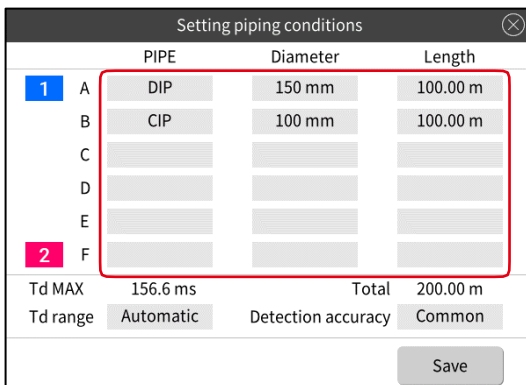 Setting piping conditions
PIPE Diameter Length
1 A DIP 150 mm 100.00 m
B CIP 100 mm 100.00 m
C
D
E
2 F
Td MAX 156.6 ms Total 200.00 m
Td range Automatic Detection accuracy Common
Save